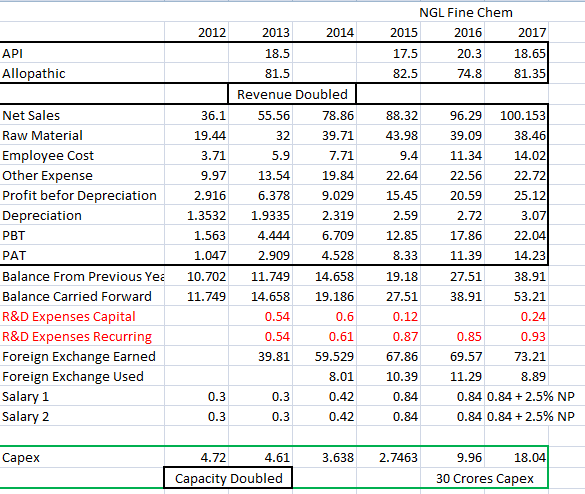 NGL Fine Chem
2012 2013 2014 2015 2016 2017
API 18.5 17.5 20.3 18.65
Allopathic 81.5 82.5 74.8 81.35
Revenue Doubled
Net Sales 36.1 55.56 78.86 88.32 96.29 100.153
Raw Material 19.44 32 39.71 43.98 39.09 38.46
Employee Cost 3.71 5.9 7.71 9.4 11.34 14.02
Other Expense 9.97 13.54 19.84 22.64 22.56 22.72
Profit befor Depreciation 2.916 6.378 9.029 15.45 20.59 25.12
Depreciation 1.3532 1.9335 2.319 2.59 2.72 3.07
PBT 1.563 4.444 6.709 12.85 17.86 22.04
PAT 1.047 2.909 4.528 8.33 11.39 14.23
Balance From Previous Yea 10.702 11.749 14.658 19.18 27.51 38.91
Balance Carried Forward 11.749 14.658 19.186 27.51 38.91 53.21
R&D Expenses Capital 0.54 0.6 0.12 0.24
R&D Expenses Recurring 0.54 0.61 0.87 0.85 0.93
Foreign Exchange Earned 39.81 59.529 67.86 69.57 73.21
Foreign Exchange Used 8.01 10.39 11.29 8.89
Salary 1 0.3 0.3 0.42 0.84 0.84 0.84 + 2.5% NP
Salary 2 0.3 0.3 0.42 0.84 0.84 0.84 + 2.5% NP
Capex 4.72 4.61 3.638 2.7463 9.96 18.04
Capacity Doubled 30 Crores Capex